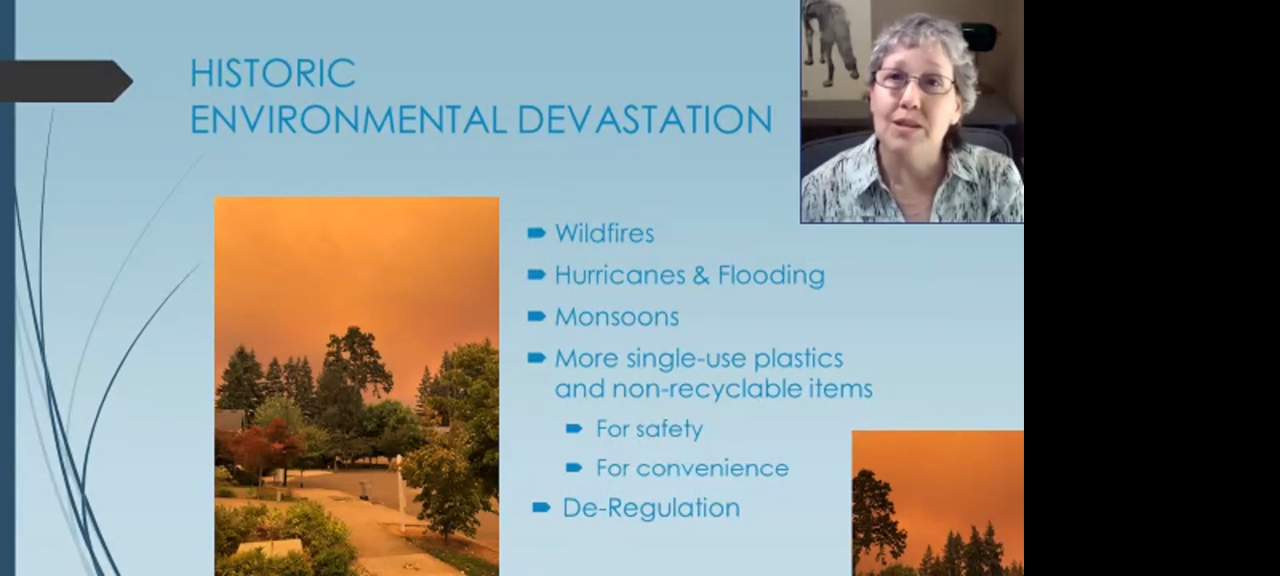 HISTORIC
ENVIRONMENTAL DEVASTATION
Wildfires
Hurricanes & Flooding
Monsoons
More single-use plastics
and non-recyclable items
For safety
For convenience
De-Regulation